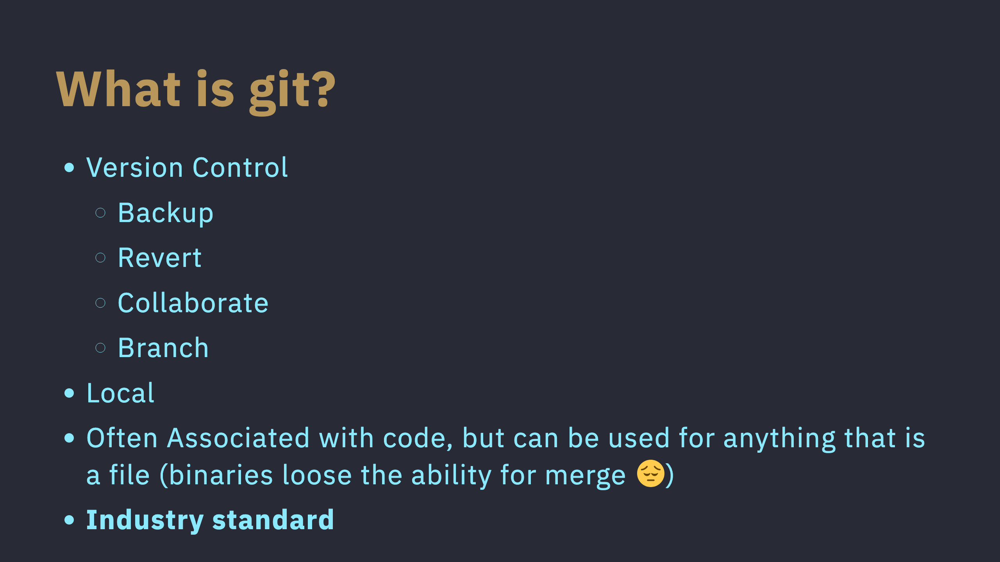 What is git?
Version Control
Backup
Revert
Collaborate
Branch
Local
Often Associated with code, but can be used for anything that is
a file (binaries loose the ability for merge 😔)
Industry standard